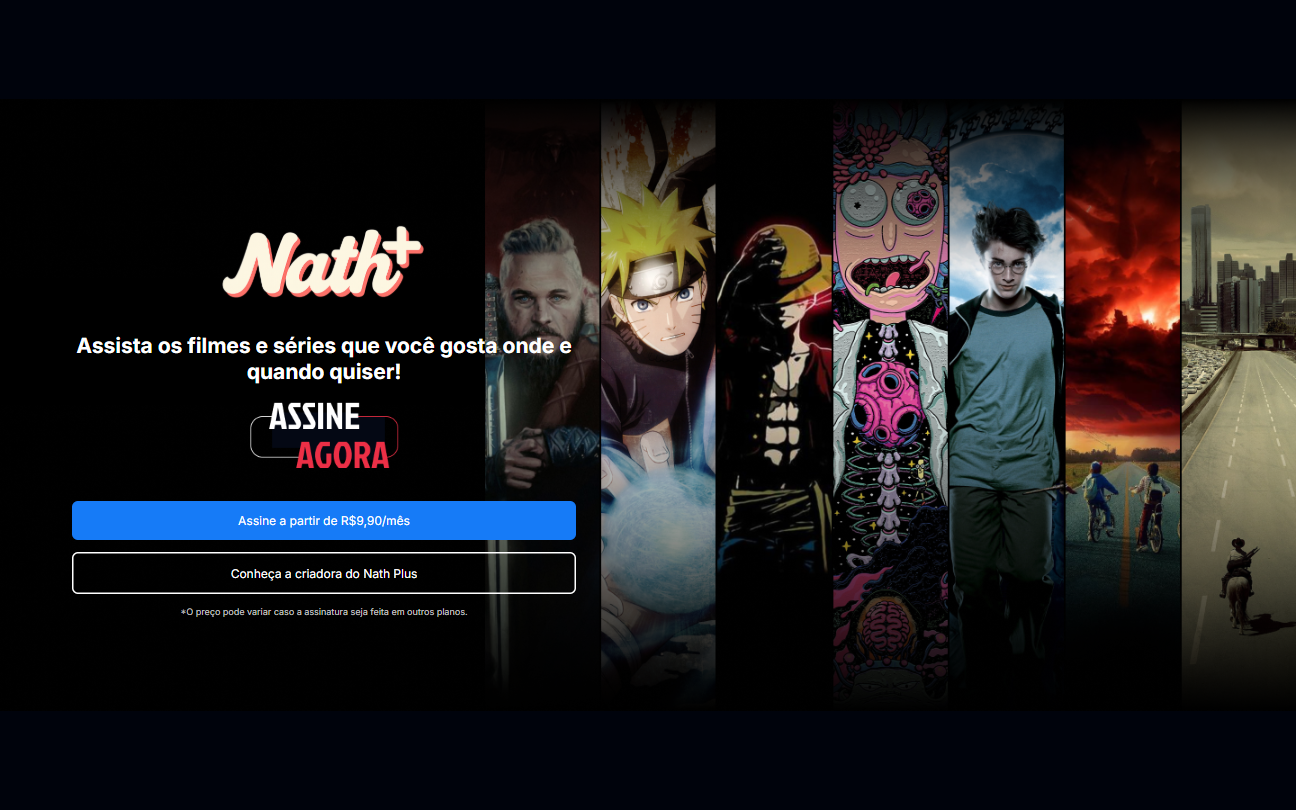 Nath+
Assista os filmes e séries que você gosta onde e
quando quiser!
ASSINE
AGORA
Assine a partir de R$9,90/mês
Conheça a criadora do Nath Plus
*O preço pode variar caso a assinatura seja feita em outros planos.